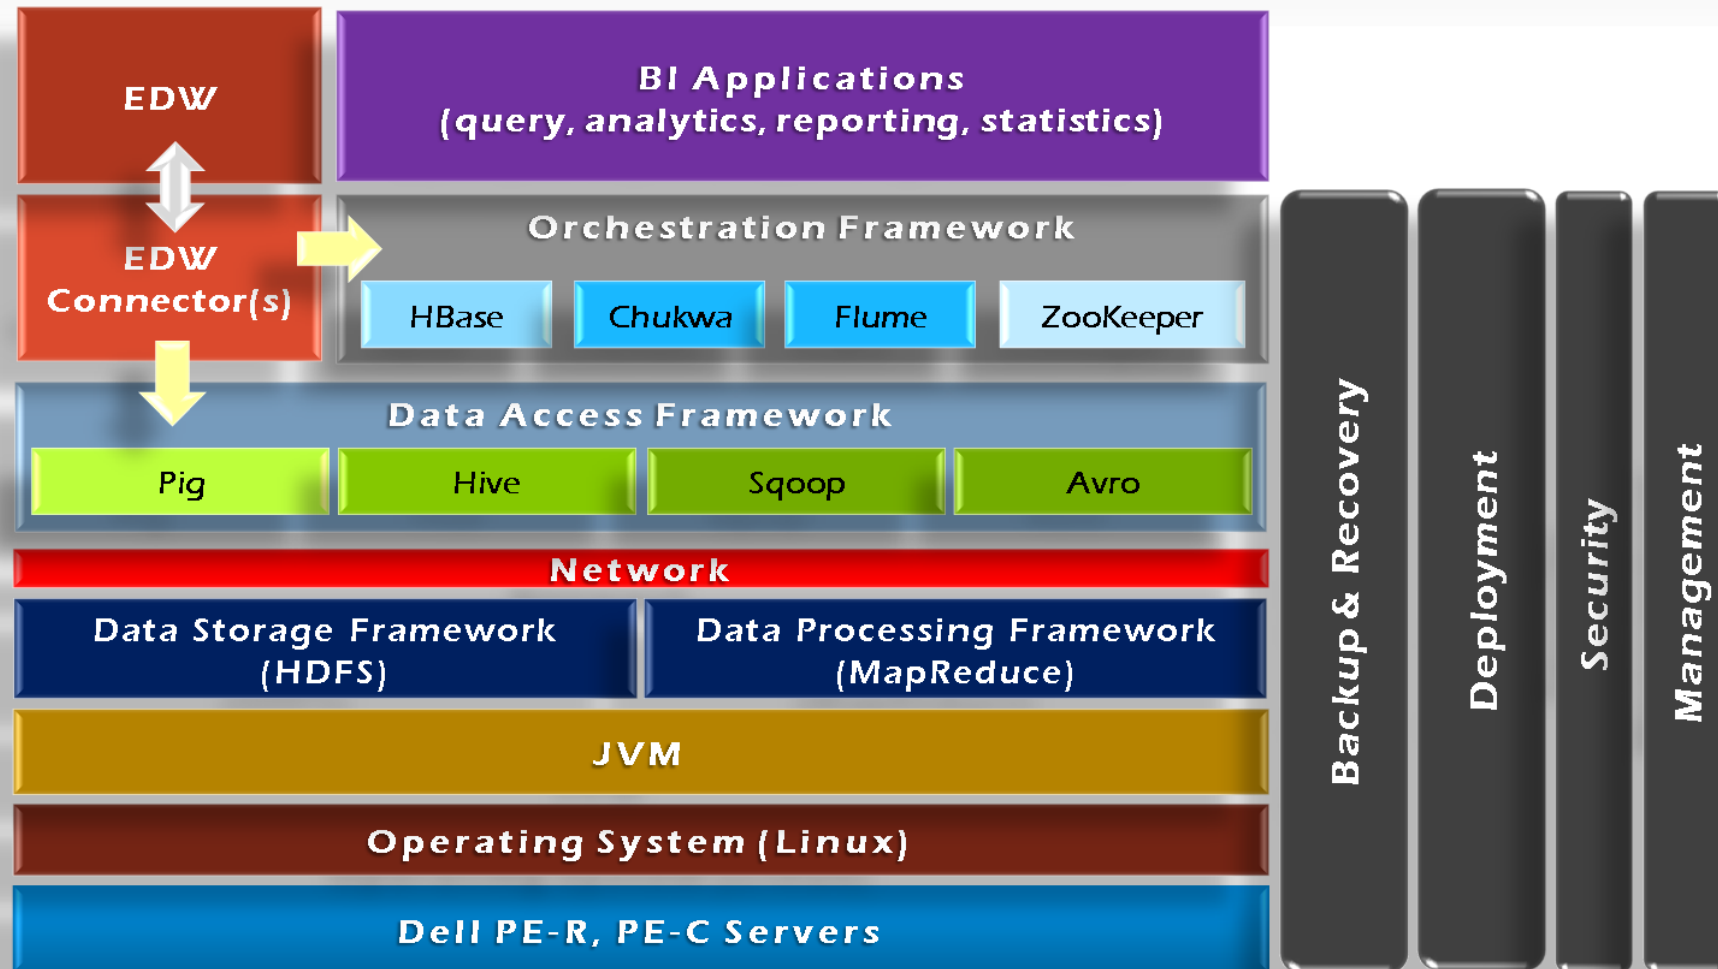 EDW
BI Applications
(query, analytics, reporting, statistics)
EDW
Connector(s)
Orchestration Framework
HBase
Chukwa
Flume
ZooKeeper
Data Access Framework
Pig
Hive
Sqoop
Avro
Network
Data Storage Framework
(HDFS)
Data Processing Framework
(MapReduce)
JVM
Operating System (Linux)
Dell PE-R, PE-C Servers
Backup & Recovery
Deployment
Security
Management